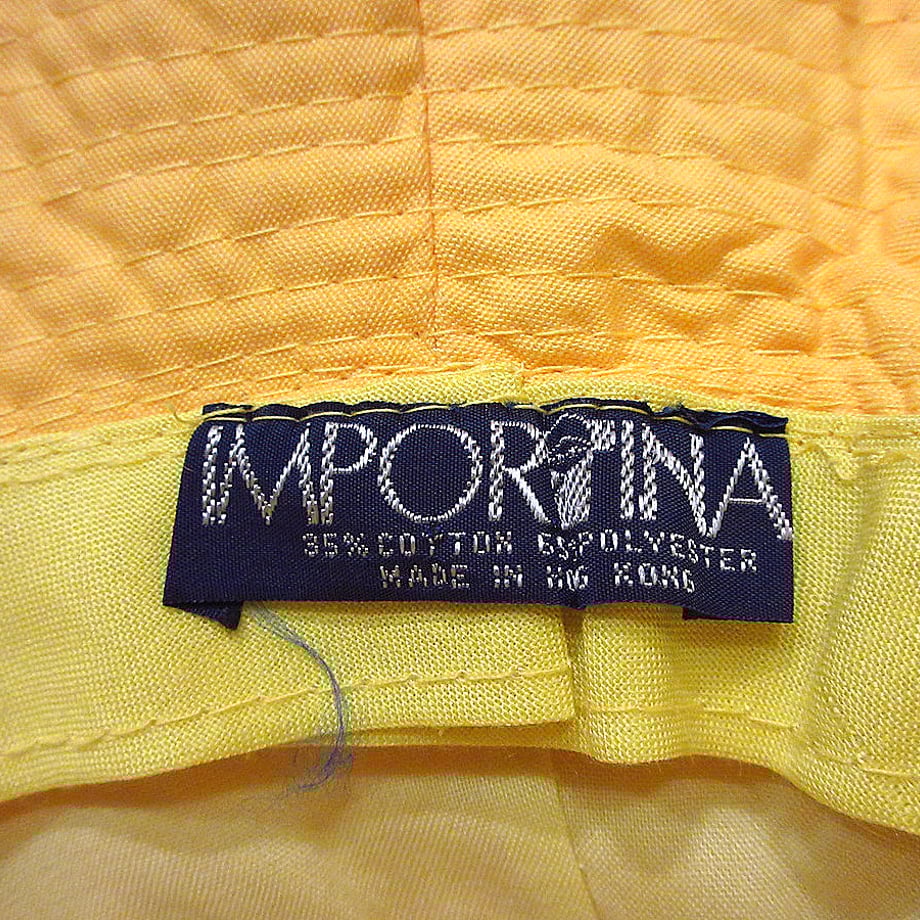 IMPORTINA
35% COTTON 65% POLYESTER
MADE IN HONG KONG